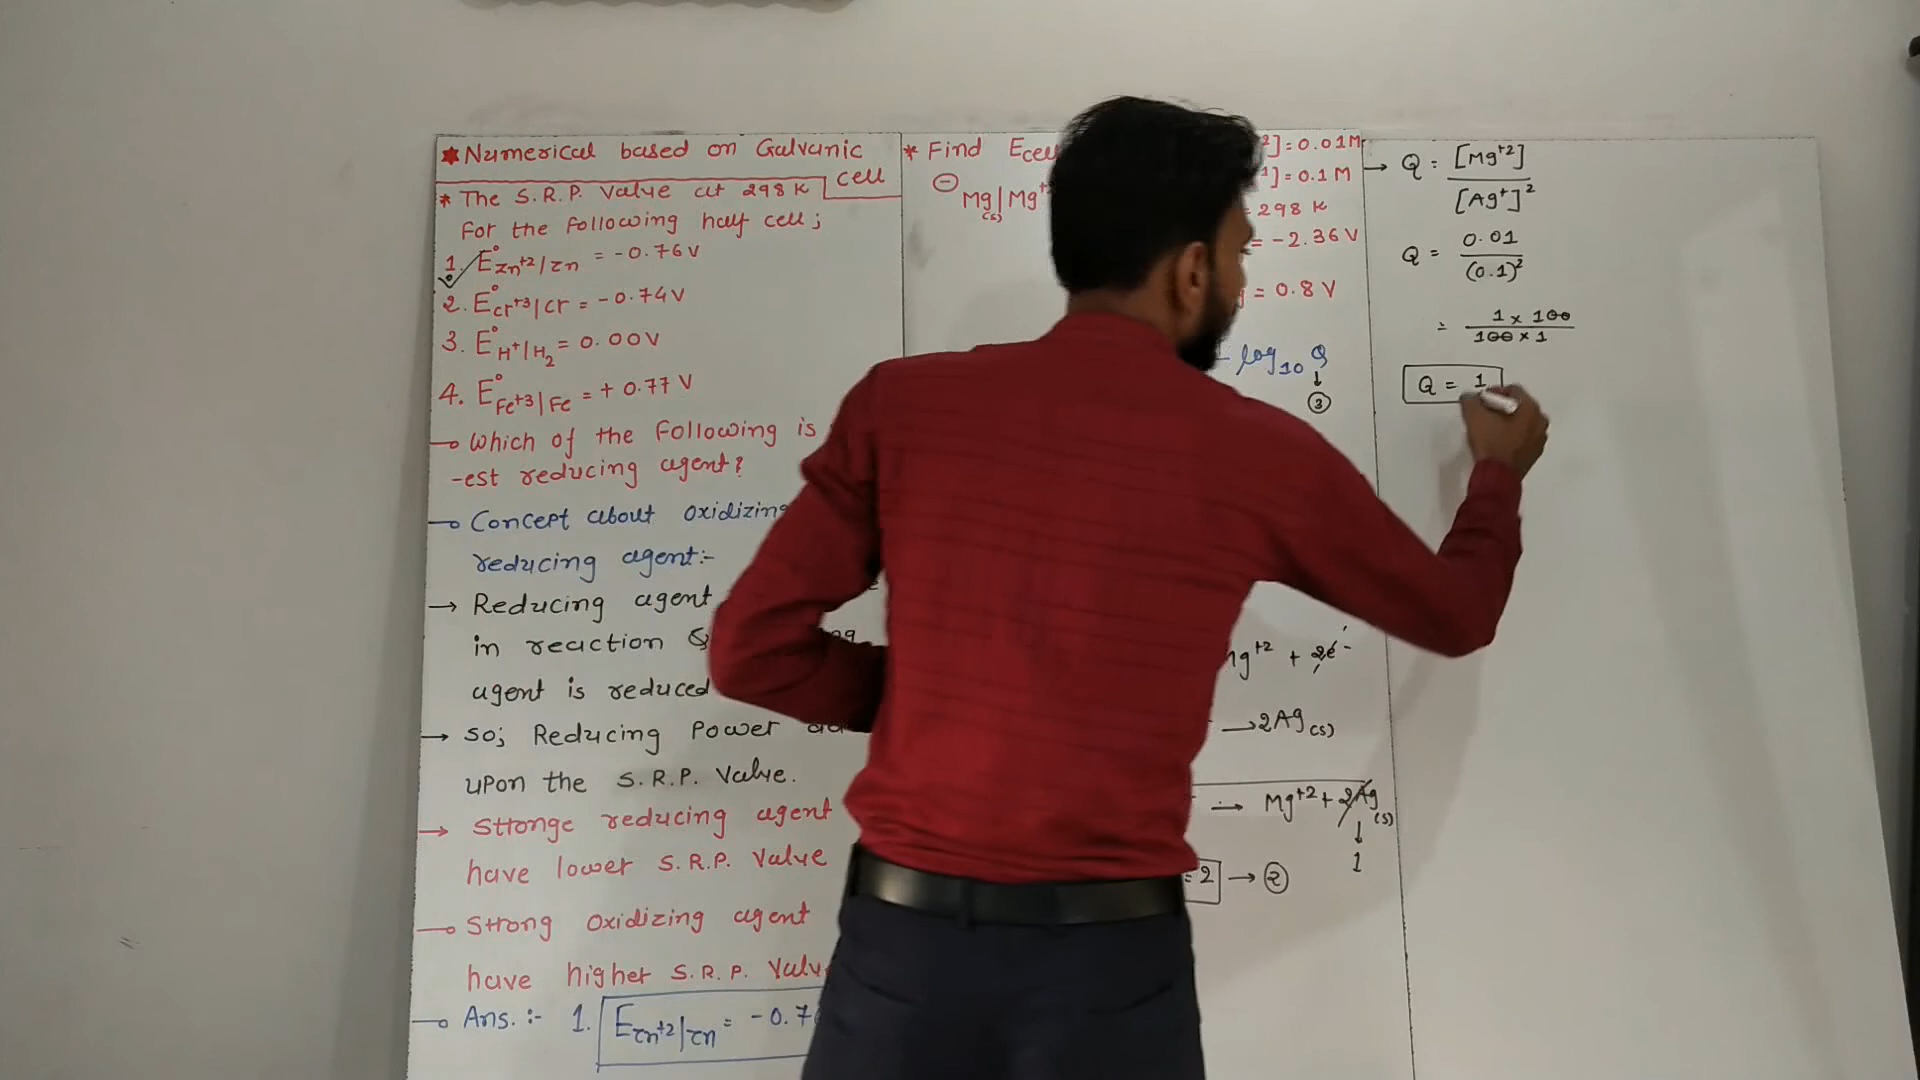 * Numerical based on Galvanic cell
* The S.R.P. Value at 298 K
For the following half cell;
1. E°Zn+2/Zn = -0.76 V
2. E°Cr+3/Cr = -0.74 V
3. E°H+/H2 = 0.00 V
4. E°Fe+3/Fe = + 0.77 V
→ Which of the Following is
-est reducing agent?
→ Concept about oxidizing
reducing agent:-
→ Reducing agent
in reaction &
agent is reduced
→ so; Reducing Power
upon the S.R.P. Value.
→ Stronge reducing agent
have lower S.R.P. Value
→ Strong oxidizing agent
have higher S.R.P. Valu
→ Ans. :- 1. EZn+2/Zn = -0.7
* Find Ecell
2] = 0.01 M
⊖ Mg(s) | Mg+
1] = 0.1 M
= 298 K
= -2.36 V
g = 0.8 V
- log10 Q
↓
③
Mg+2 + 2e-
→ 2Ag(s)
→ Mg+2 + 2Ag(s)
↓
1
= 2 → ②
→ Q = [Mg+2] / [Ag+]2
Q = 0.01 / (0.1)2
= 1 x 100 / 100 x 1
Q = 1